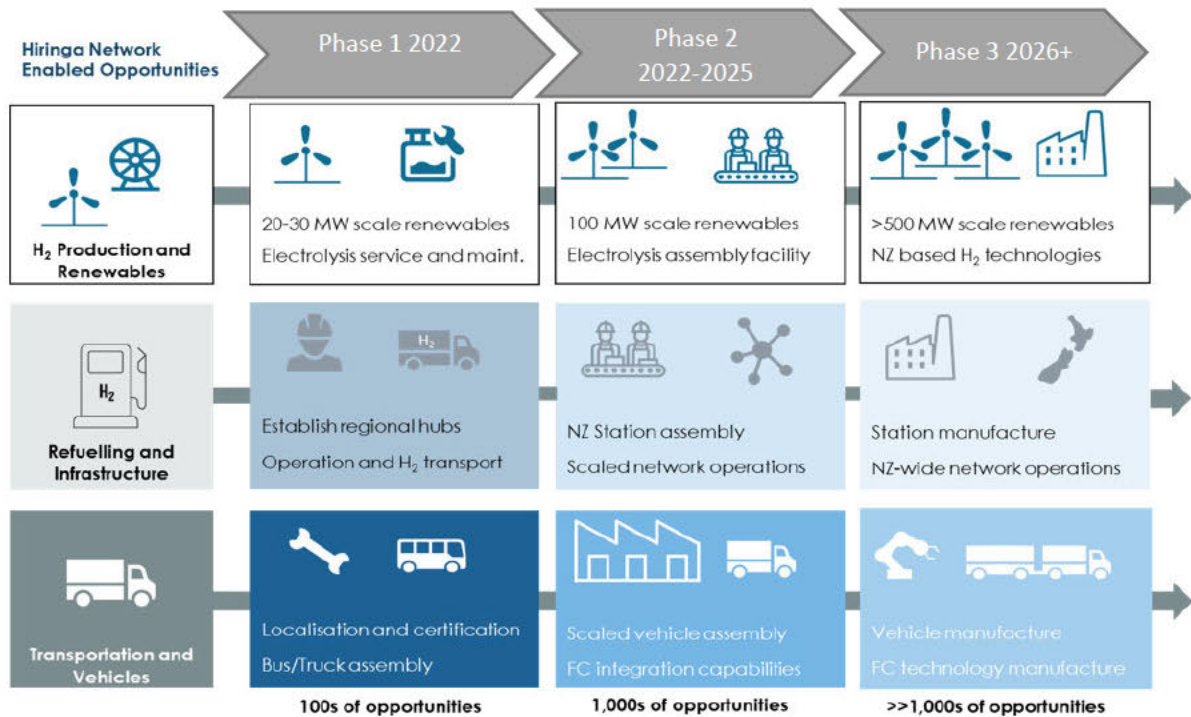 Hiringa Network
Enabled Opportunities
Phase 1 2022
Phase 2
2022-2025
Phase 3 2026+
H₂ Production and
Renewables
20-30 MW scale renewables
Electrolysis service and maint.
100 MW scale renewables
Electrolysis assembly facility
>500 MW scale renewables
NZ based H₂ technologies
H₂
Refuelling and
Infrastructure
H₂
Establish regional hubs
Operation and H₂ transport
NZ Station assembly
Scaled network operations
Station manufacture
NZ-wide network operations
Transportation and
Vehicles
Localisation and certification
Bus/Truck assembly
Scaled vehicle assembly
FC integration capabilities
Vehicle manufacture
FC technology manufacture
100s of opportunities
1,000s of opportunities
>>1,000s of opportunities